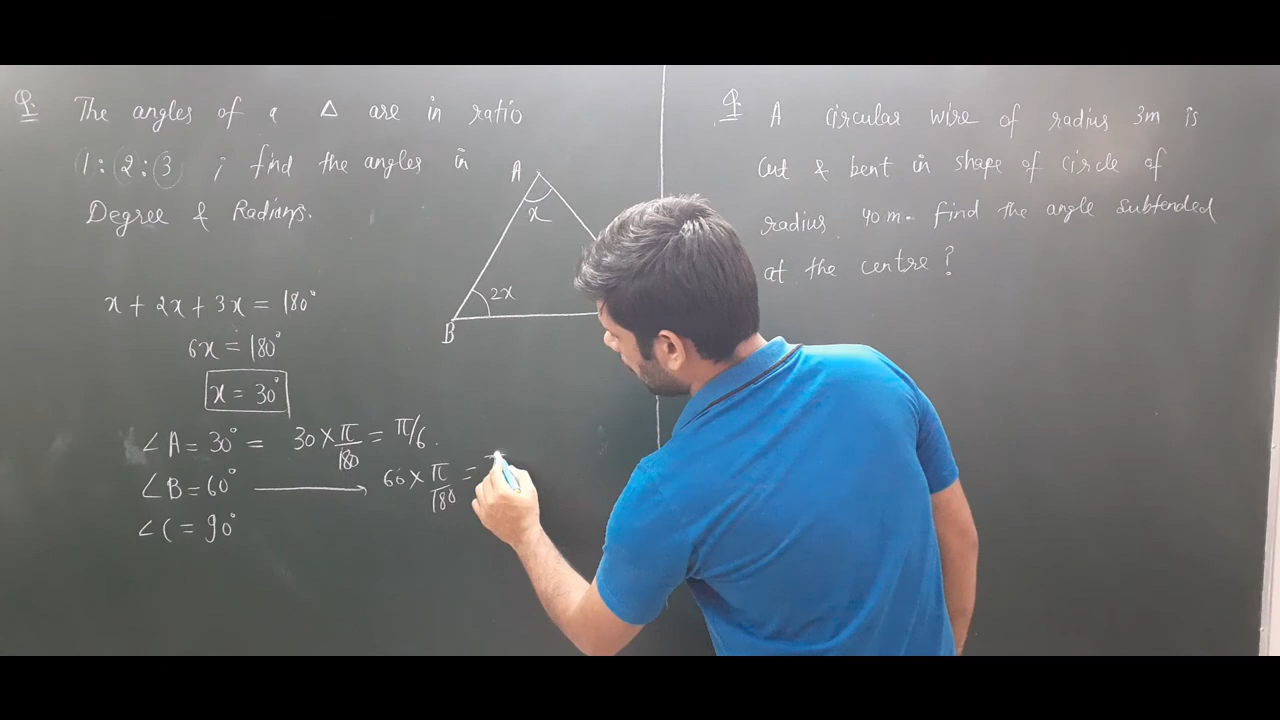 Q. The angles of a Δ are in ratio
1:2:3 ; find the angles in
Degree & Radians.
A
x
2x
B
x + 2x + 3x = 180°
6x = 180°
x = 30°
∠A = 30° = 30 × π/180 = π/6.
∠B = 60° ⟶ 60 × π/180 =
∠C = 90°
Q. A circular wire of radius 3m is
cut & bent in shape of circle of
radius 40 m. find the angle subtended
at the centre?